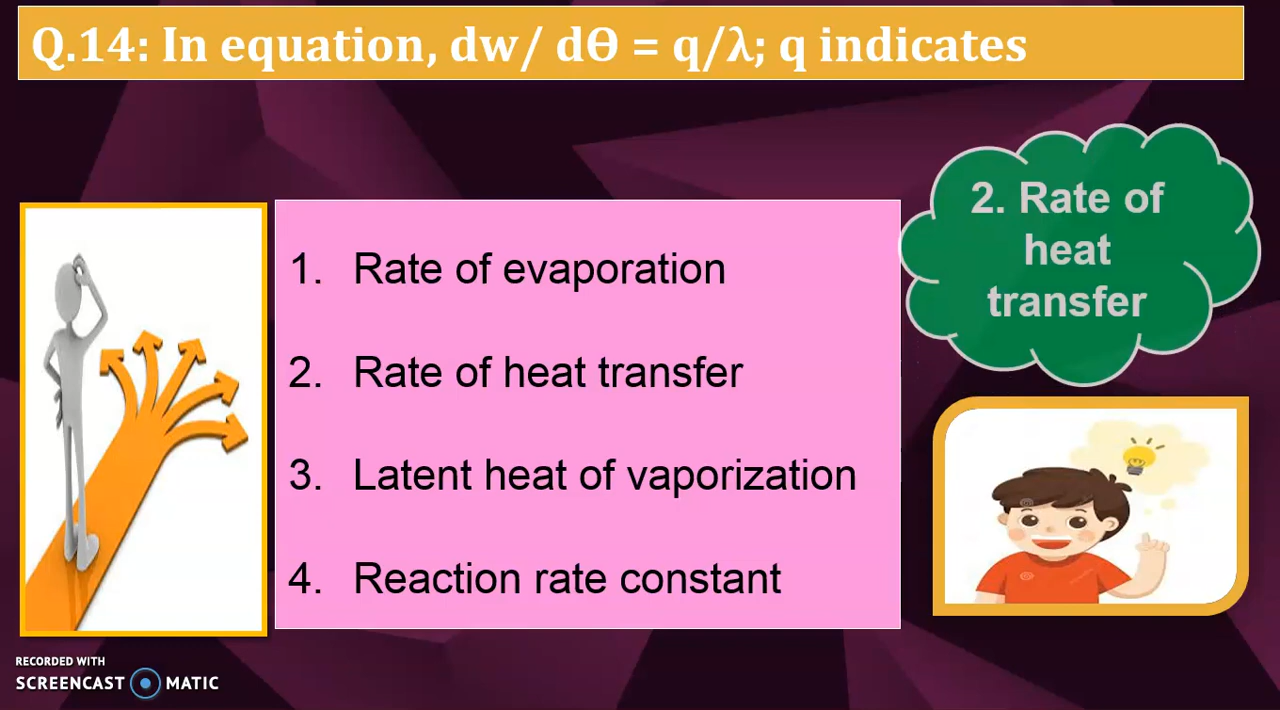 Q.14: In equation, dw/ dϴ = q/λ; q indicates
1. Rate of evaporation
2. Rate of heat transfer
3. Latent heat of vaporization
4. Reaction rate constant
2. Rate of
heat
transfer
RECORDED WITH
SCREENCAST MATIC